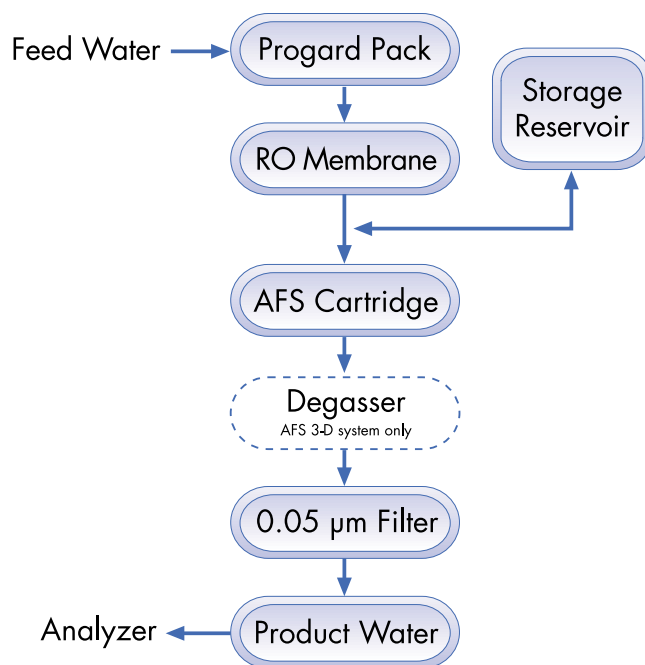 Feed Water
Progard Pack
Storage
Reservoir
RO Membrane
AFS Cartridge
Degasser
AFS 3-D system only
0.05 µm Filter
Analyzer
Product Water